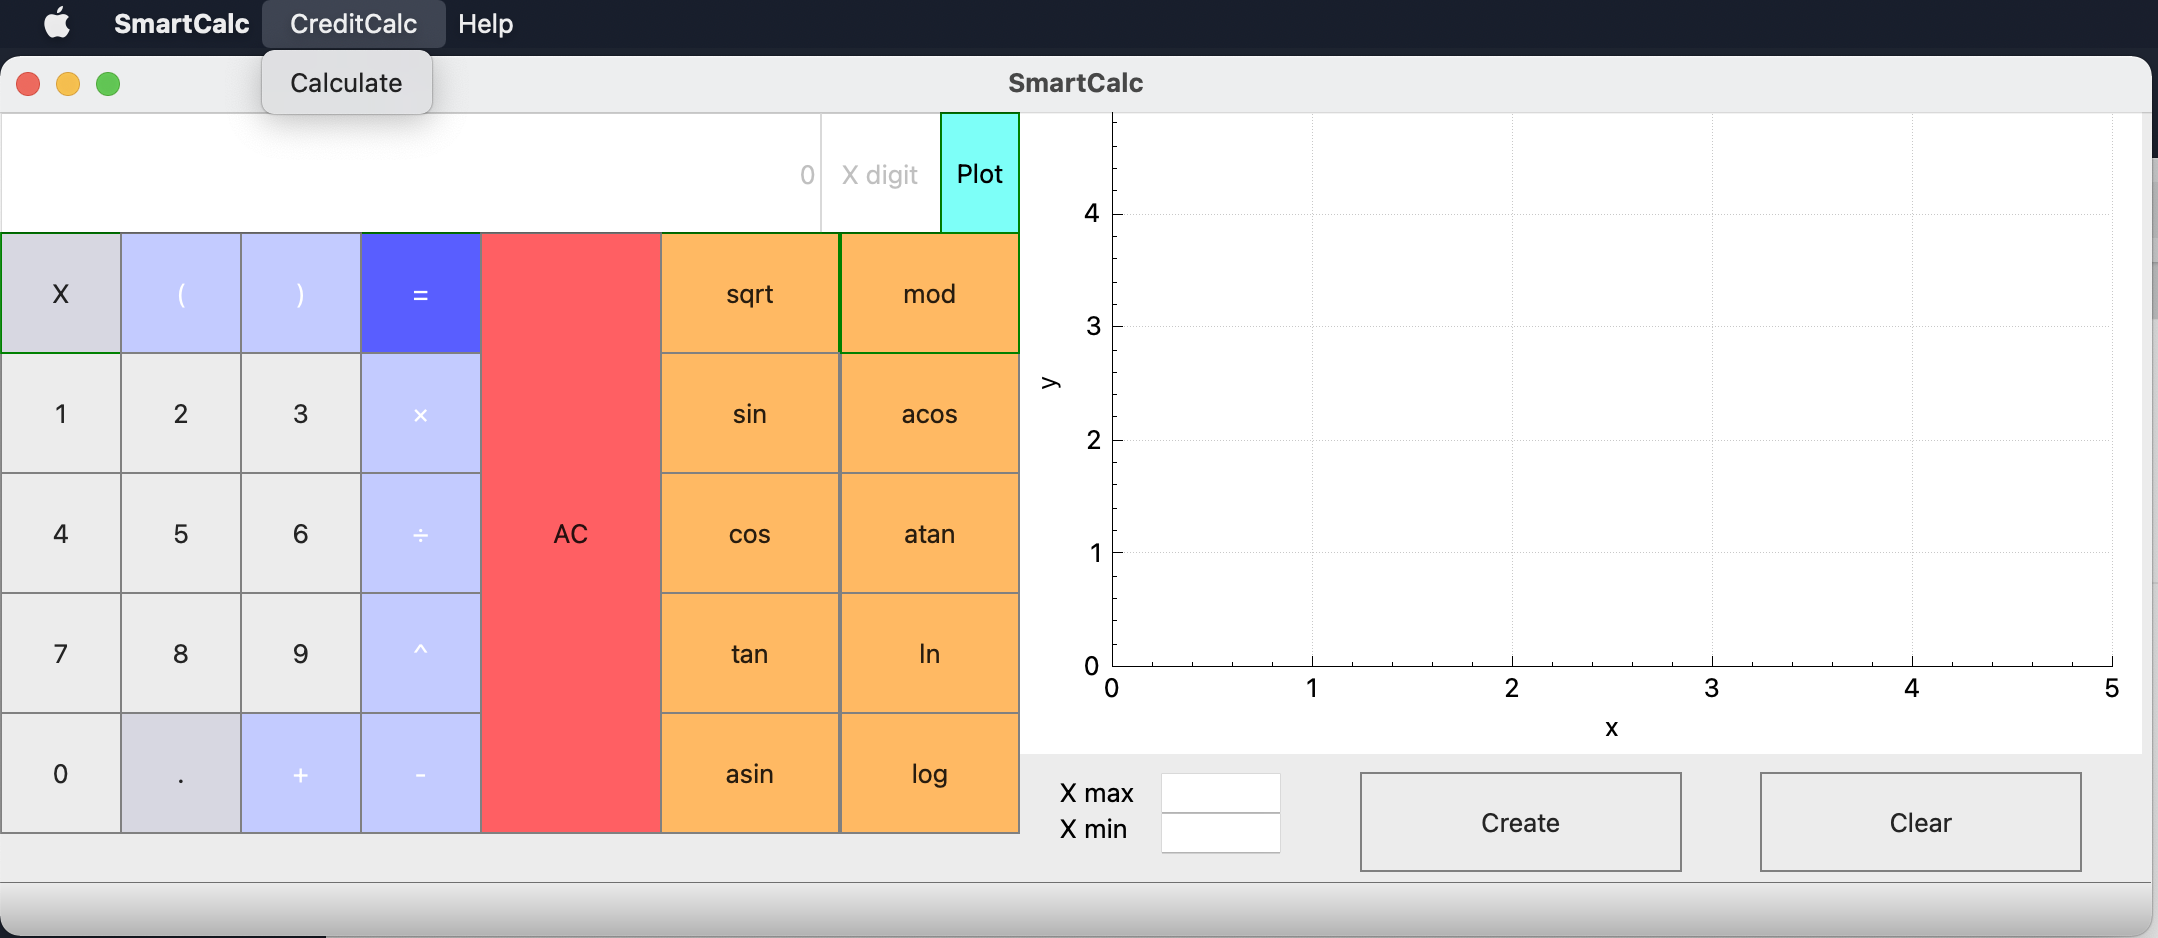 SmartCalc CreditCalc Help
Calculate
SmartCalc
0 X digit Plot
X ( ) = sqrt mod
1 2 3 × sin acos
4 5 6 ÷ AC cos atan
7 8 9 ^ tan ln
0 . + - asin log
4
3
y
2
1
0
0 1 2 3 4 5
x
X max
X min
Create Clear